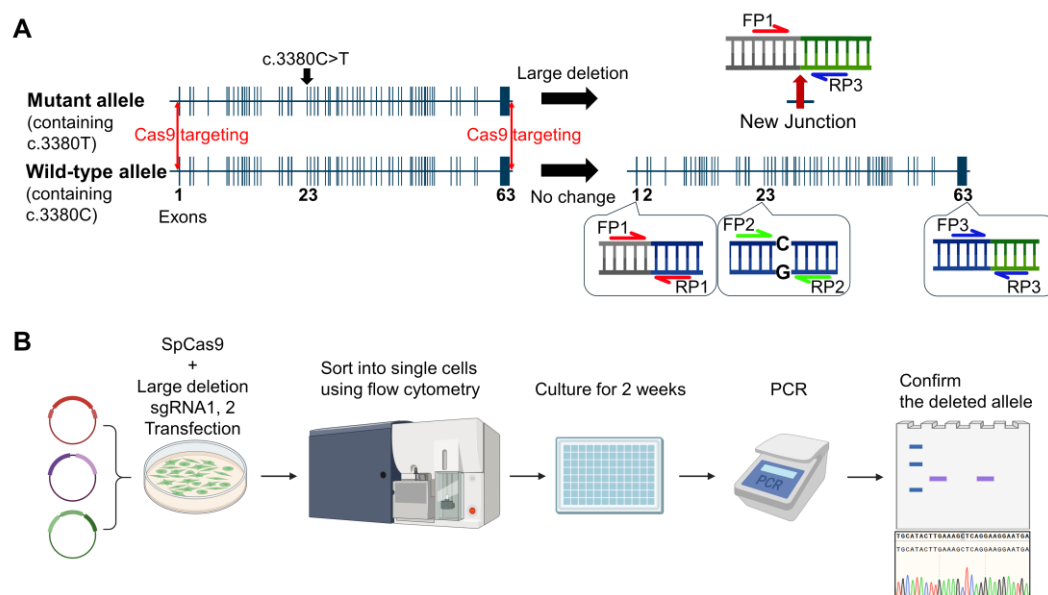 A
c.3380C>T
Mutant allele
(containing
c.3380T)
Cas9 targeting
Cas9 targeting
Wild-type allele
(containing
c.3380C)
1
23
63
Exons
Large deletion
No change
FP1
RP3
New Junction
1 2
23
63
FP1
RP1
FP2
C
G
RP2
FP3
RP3
B
SpCas9
+
Large deletion
sgRNA1, 2
Transfection
Sort into single cells
using flow cytometry
Culture for 2 weeks
PCR
PCR
Confirm
the deleted allele
TGCATACTTGAAAGCTCAGGAAGGAATGA
TGCATACTTGAAAGCTCAGGAAGGAATGA